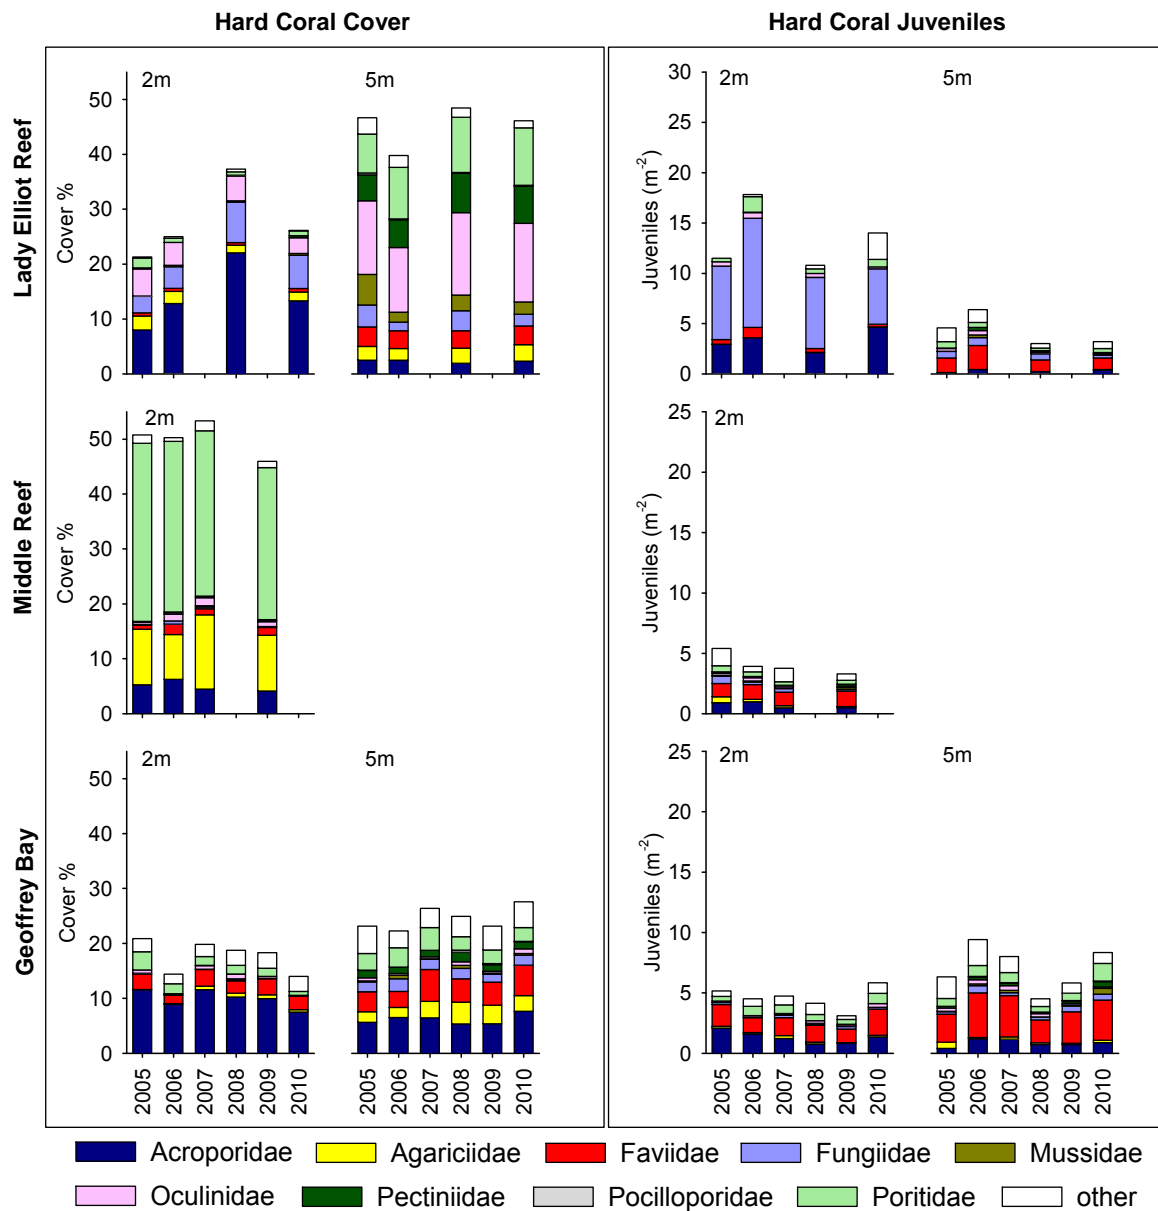 Hard Coral Cover
Hard Coral Juveniles
Lady Elliot Reef
Cover %
50
40
30
20
10
0
2m
5m
Juveniles (m-2)
30
25
20
15
10
5
0
2m
5m
Middle Reef
Cover %
50
40
30
20
10
0
2m
Juveniles (m-2)
25
20
15
10
5
0
2m
Geoffrey Bay
Cover %
50
40
30
20
10
0
2m
5m
2005 2006 2007 2008 2009 2010
2005 2006 2007 2008 2009 2010
Juveniles (m-2)
25
20
15
10
5
0
2m
5m
2005 2006 2007 2008 2009 2010
2005 2006 2007 2008 2009 2010
Acroporidae Agariciidae Faviidae Fungiidae Mussidae
Oculinidae Pectiniidae Pocilloporidae Poritidae other